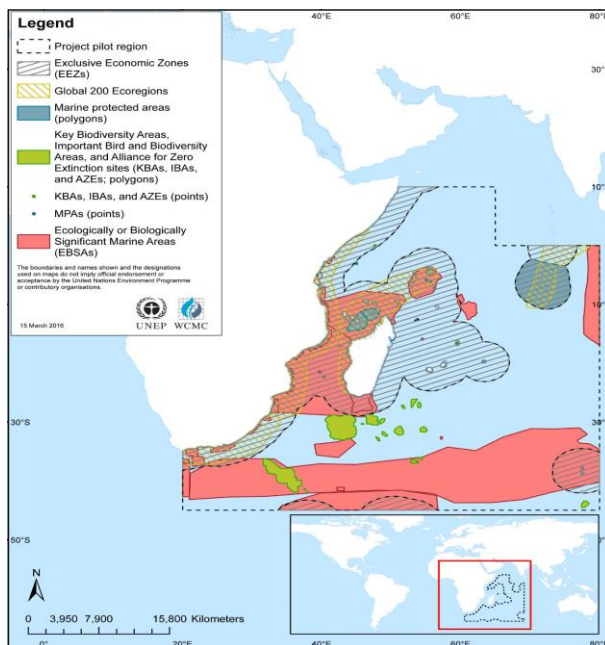 Legend
Project pilot region
Exclusive Economic Zones
(EEZs)
Global 200 Ecoregions
Marine protected areas
(polygons)
Key Biodiversity Areas,
Important Bird and Biodiversity
Areas, and Alliance for Zero
Extinction sites (KBAs, IBAs,
and AZEs; polygons)
KBAs, IBAs, and AZEs (points)
MPAs (points)
Ecologically or Biologically
Significant Marine Areas
(EBSAs)
The boundaries and names shown and the designations
used on maps do not imply official endorsement or
acceptance by the United Nations Environment Programme
or contributory organisations.
15 March 2016
UNEP WCMC
40°E 60°E 80°E
30°
10°
10°
30°S 30°S
50°S
N
0 3,950 7,900 15,800 Kilometers
0° 20°E 40°E 60°E 80°E